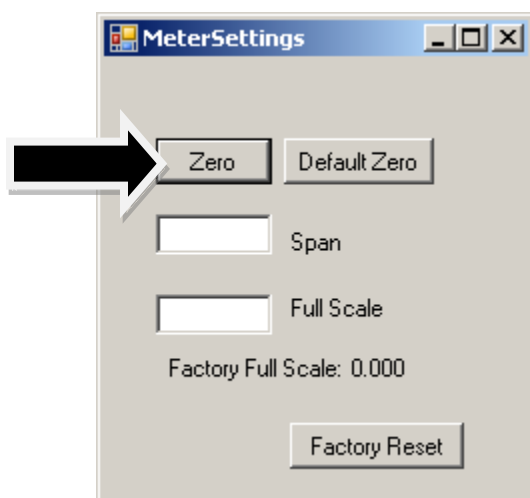 MeterSettings
Zero Default Zero
Span
Full Scale
Factory Full Scale: 0.000
Factory Reset